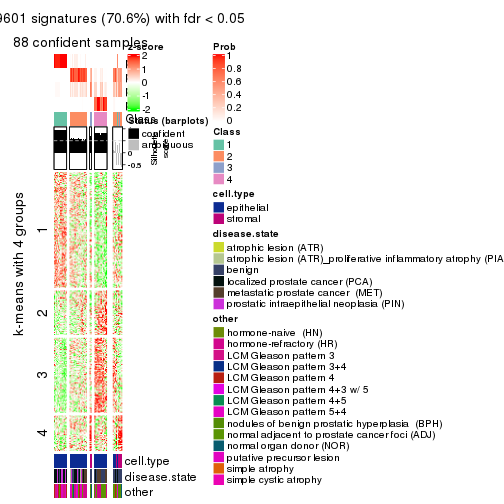 9601 signatures (70.6%) with fdr < 0.05
88 confident samples
z-score
2
1
0
-1
-2
Prob
1
0.8
0.6
0.4
0.2
0
Class
Status (barplots)
confident
ambiguous
Silhouette
score
0
-0.5
Class
1
2
3
4
cell.type
epithelial
stromal
disease.state
atrophic lesion (ATR)
atrophic lesion (ATR)_proliferative inflammatory atrophy (PIA
benign
localized prostate cancer (PCA)
metastatic prostate cancer (MET)
prostatic intraepithelial neoplasia (PIN)
other
hormone-naive (HN)
hormone-refractory (HR)
LCM Gleason pattern 3
LCM Gleason pattern 3+4
LCM Gleason pattern 4
LCM Gleason pattern 4+3 w/ 5
LCM Gleason pattern 4+5
LCM Gleason pattern 5+4
nodules of benign prostatic hyperplasia (BPH)
normal adjacent to prostate cancer foci (ADJ)
normal organ donor (NOR)
putative precursor lesion
simple atrophy
simple cystic atrophy
k-means with 4 groups
1
2
3
4
cell.type
disease.state
other